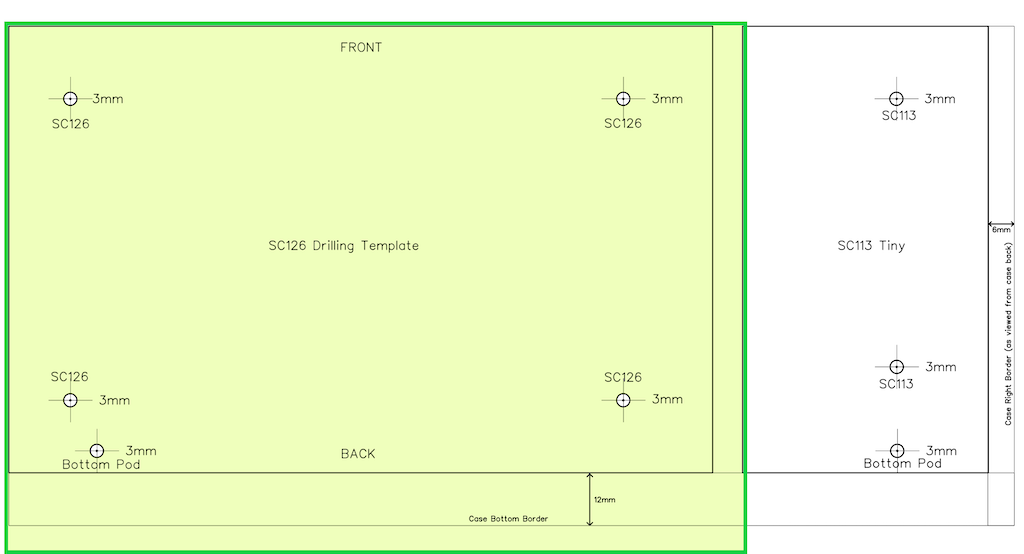 FRONT
3mm
SC126
3mm
SC126
3mm
SC113
SC126 Drilling Template
SC113 Tiny
6mm
Case Right Border (as viewed from case back)
SC126
3mm
SC126
3mm
3mm
SC113
3mm
Bottom Pod
BACK
3mm
Bottom Pod
12mm
Case Bottom Border